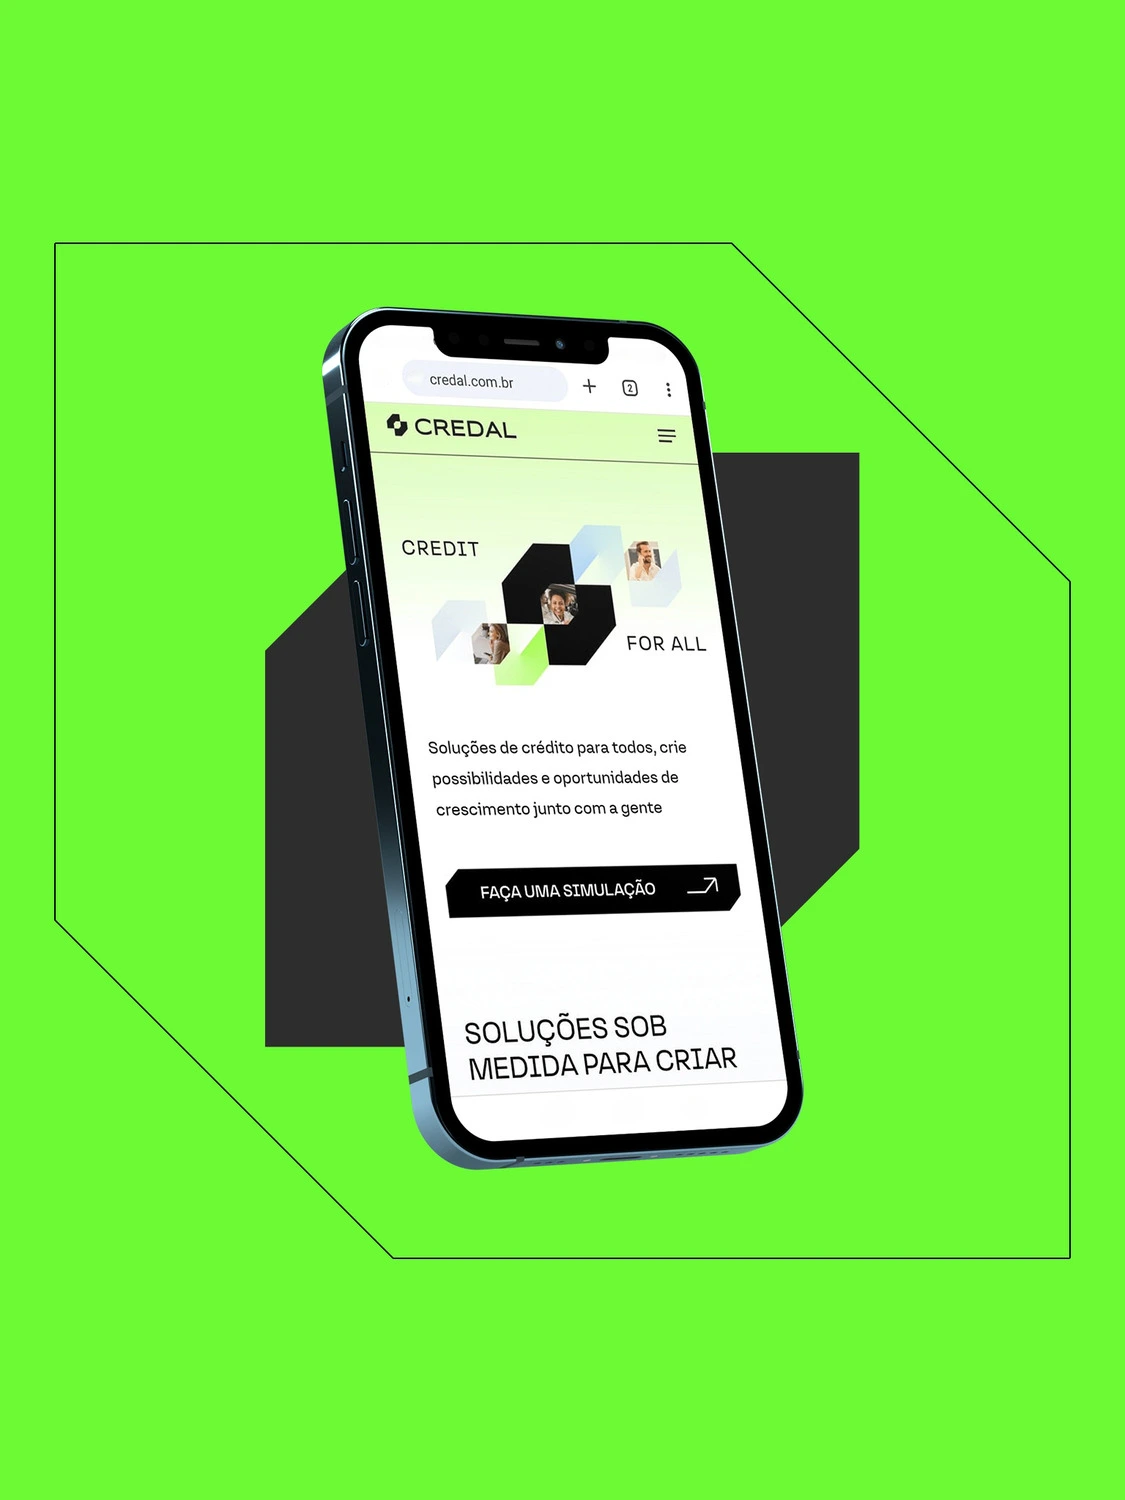 credal.com.br
2
CREDAL
CREDIT
FOR ALL
Soluções de crédito para todos, crie
possibilidades e oportunidades de
crescimento junto com a gente
FAÇA UMA SIMULAÇÃO
SOLUÇÕES SOB
MEDIDA PARA CRIAR